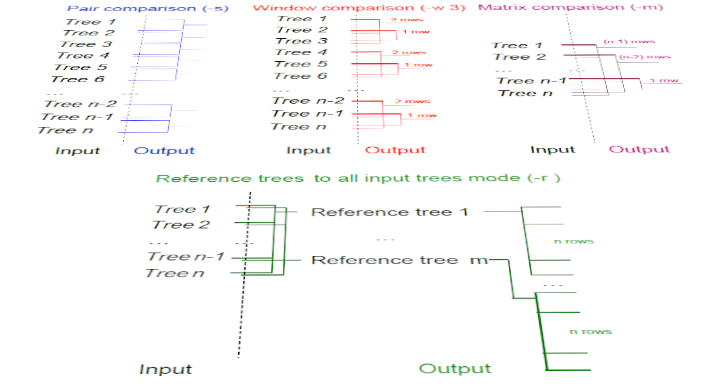 Pair comparison (-s)
Tree 1
Tree 2
Tree 3
Tree 4
Tree 5
Tree 6
...
Tree n-2
Tree n-1
Tree n
Input Output
Window comparison (-w 3)
Tree 1
Tree 2
Tree 3
Tree 4
Tree 5
Tree 6
... ...
Tree n-2
Tree n-1
Tree n
2 rows
1 row
2 rows
1 row
2 rows
1 row
Input Output
Matrix comparison (-m)
Tree 1
Tree 2
... ...
Tree n-1
Tree n
(n-1) rows
(n-2) rows
1 row
Input Output
Reference trees to all input trees mode (-r )
Tree 1
Tree 2
... ...
Tree n-1
Tree n
Reference tree 1
...
Reference tree m
n rows
...
n rows
Input Output